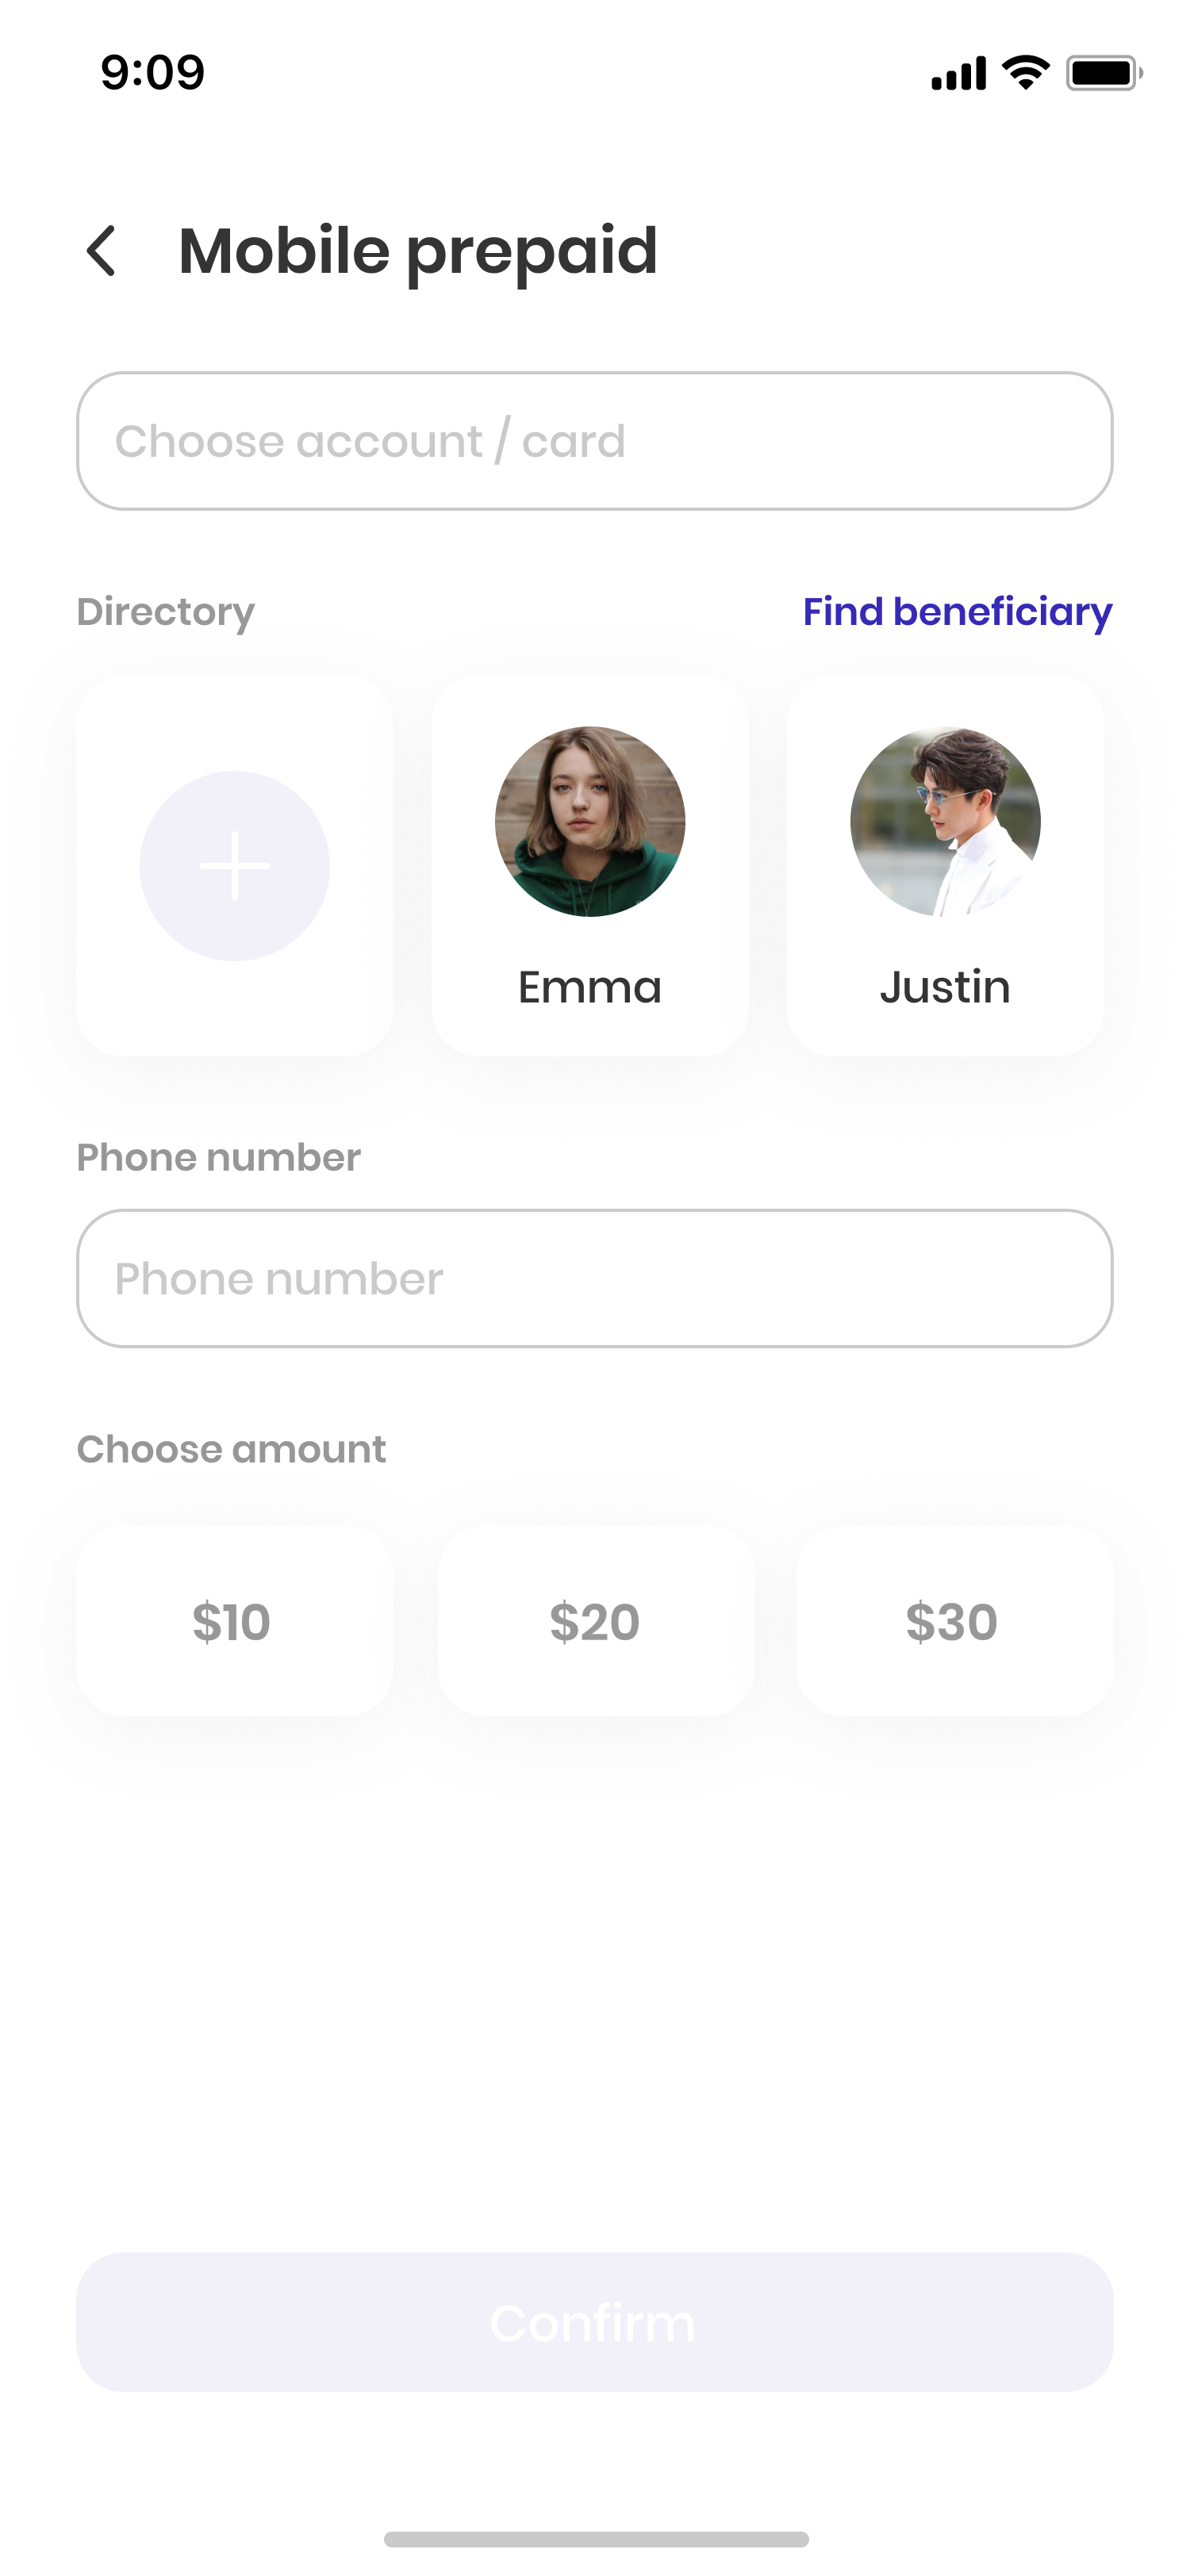 9:09
Mobile prepaid
Choose account / card
Directory
Find beneficiary
Emma
Justin
Phone number
Phone number
Choose amount
$10
$20
$30
Confirm